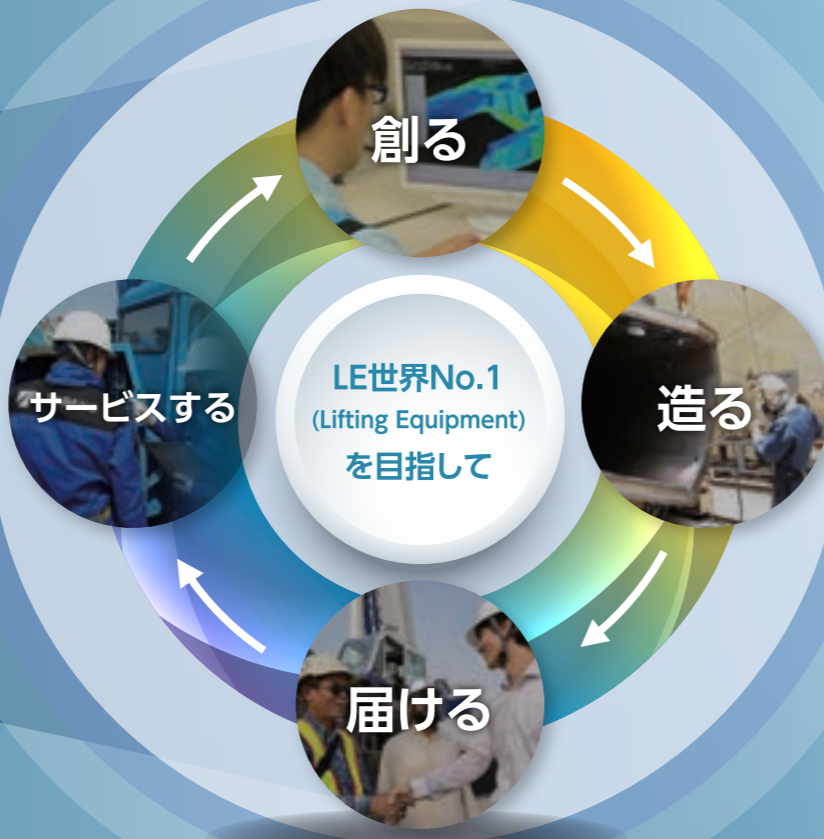 創る
サービスする
LE世界No.1
(Lifting Equipment)
を目指して
造る
届ける